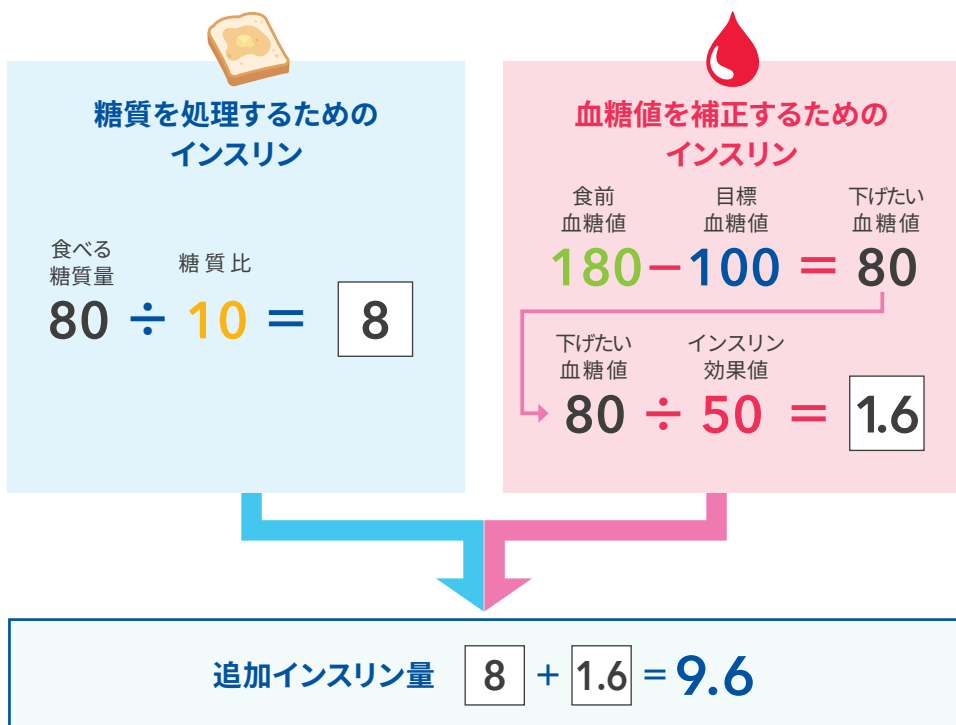 糖質を処理するための
インスリン
食べる
糖質量
糖質比
80 ÷ 10 = 8
血糖値を補正するための
インスリン
食前
血糖値
目標
血糖値
下げたい
血糖値
180 − 100 = 80
下げたい
血糖値
インスリン
効果値
80 ÷ 50 = 1.6
追加インスリン量 8 + 1.6 = 9.6